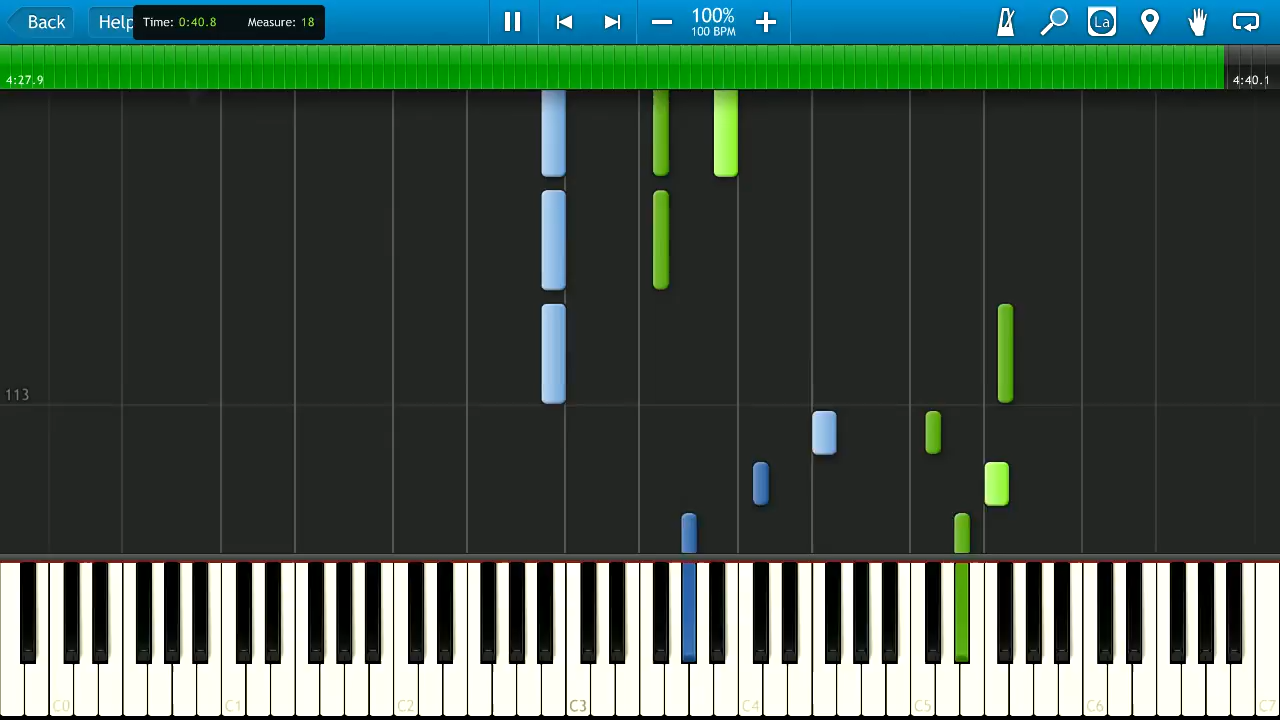 Back
Help
Time: 0:40.8 Measure: 18
100%
100 BPM
La
4:27.9
4:40.1
113
C0 C1 C2 C3 C4 C5 C6 C7